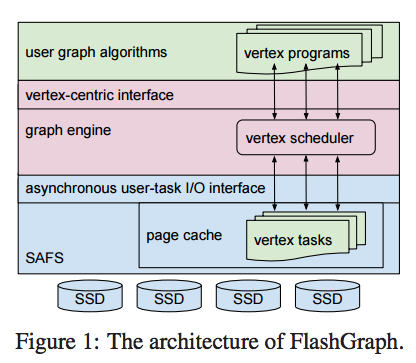 user graph algorithms
vertex programs
vertex-centric interface
graph engine
vertex scheduler
asynchronous user-task I/O interface
page cache
vertex tasks
SAFS
SSD SSD SSD SSD
Figure 1: The architecture of FlashGraph.